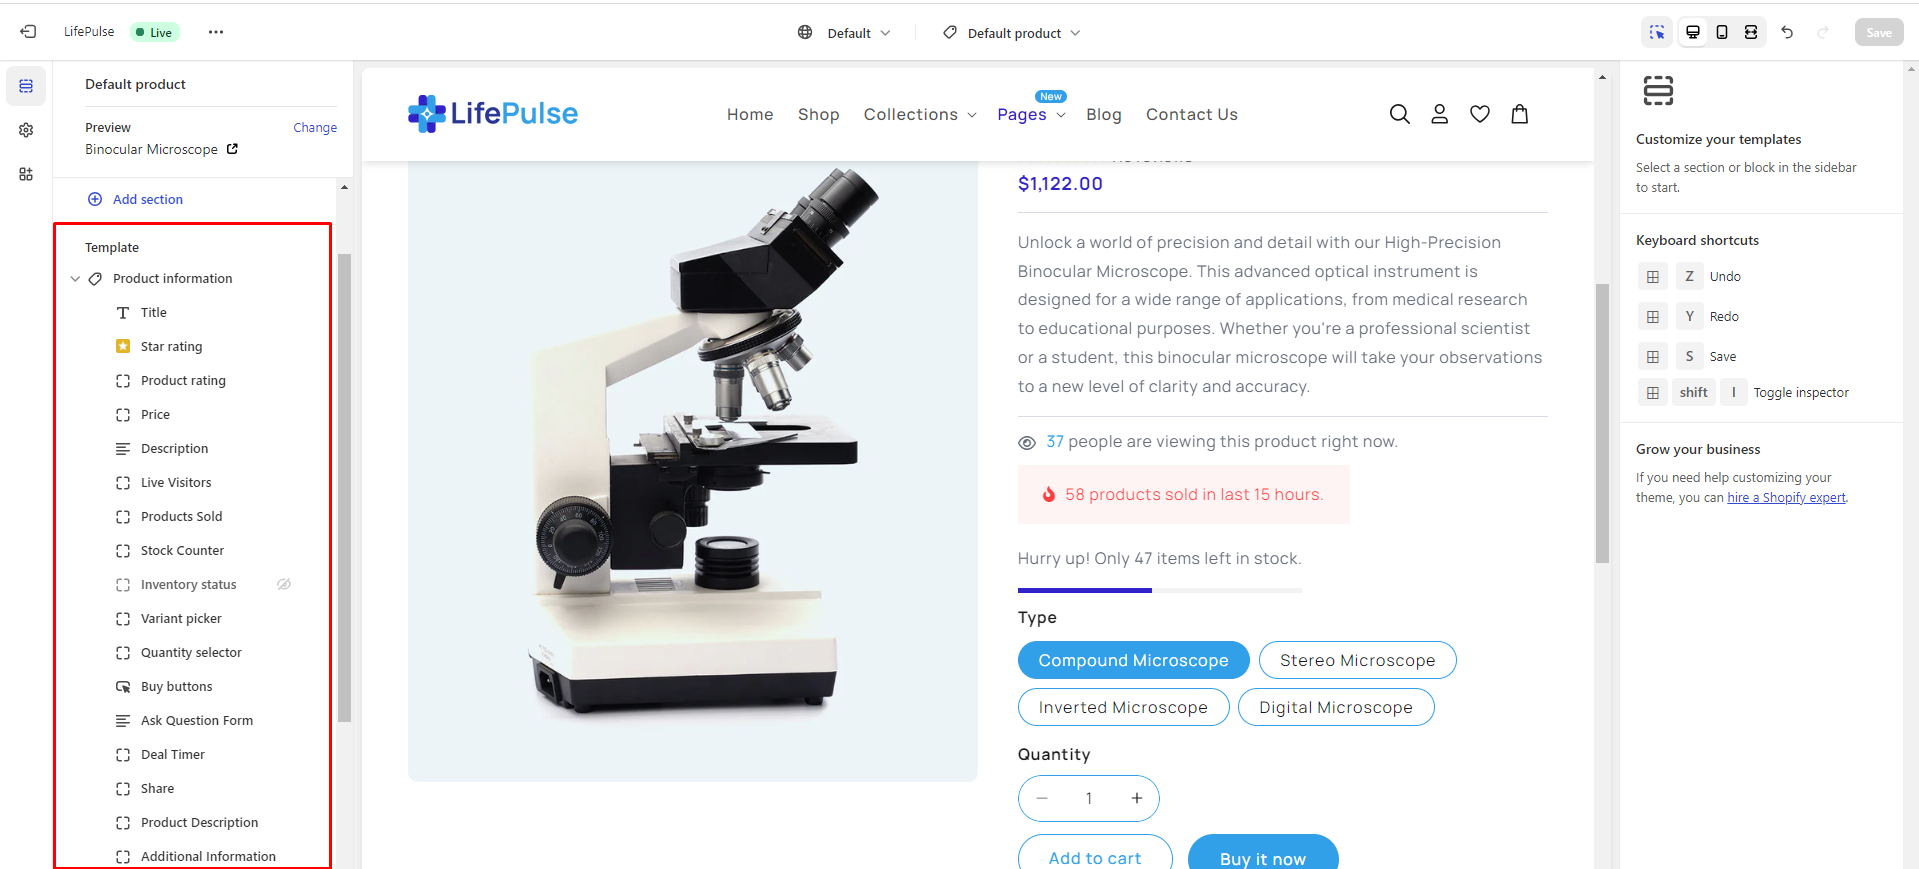 LifePulse
Live
Default
Default product
Save
Default product
Preview
Change
Binocular Microscope
Add section
Template
Product information
Title
Star rating
Product rating
Price
Description
Live Visitors
Products Sold
Stock Counter
Inventory status
Variant picker
Quantity selector
Buy buttons
Ask Question Form
Deal Timer
Share
Product Description
Additional Information
LifePulse
Home
Shop
Collections
Pages
New
Blog
Contact Us
$1,122.00
Unlock a world of precision and detail with our High-Precision
Binocular Microscope. This advanced optical instrument is
designed for a wide range of applications, from medical research
to educational purposes. Whether you're a professional scientist
or a student, this binocular microscope will take your observations
to a new level of clarity and accuracy.
37 people are viewing this product right now.
58 products sold in last 15 hours.
Hurry up! Only 47 items left in stock.
Type
Compound Microscope
Stereo Microscope
Inverted Microscope
Digital Microscope
Quantity
1
Add to cart
Buy it now
Customize your templates
Select a section or block in the sidebar
to start.
Keyboard shortcuts
Z Undo
Y Redo
S Save
shift I Toggle inspector
Grow your business
If you need help customizing your
theme, you can hire a Shopify expert.